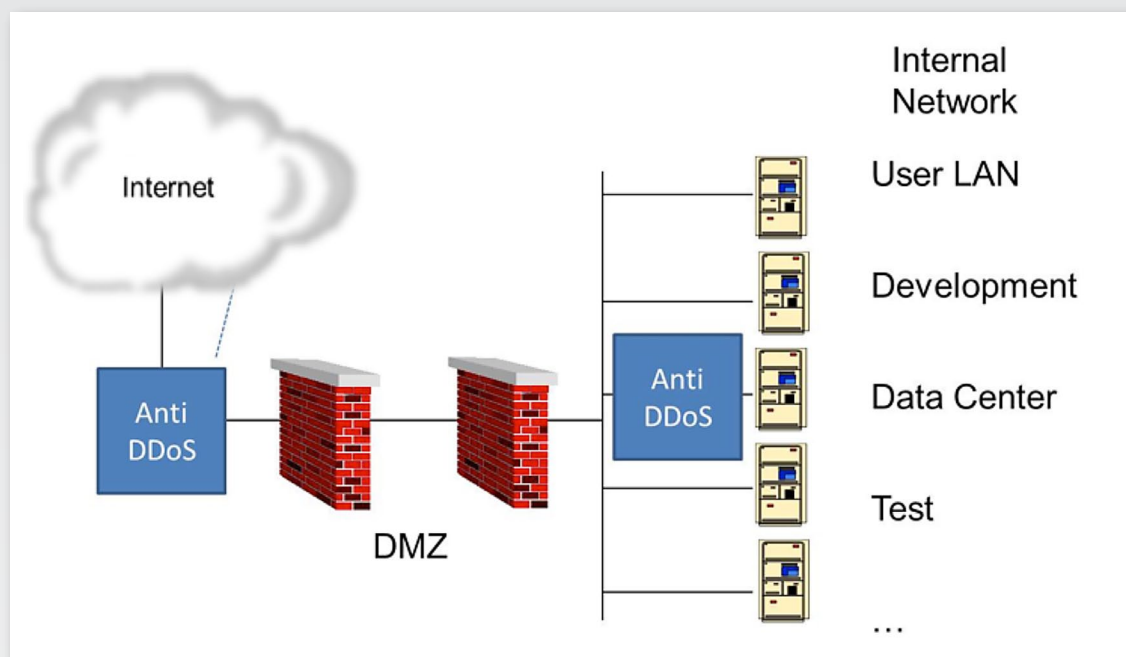 Internal
Network
Internet
User LAN
Development
Anti
DDoS
Data Center
Anti
DDoS
Test
DMZ
...